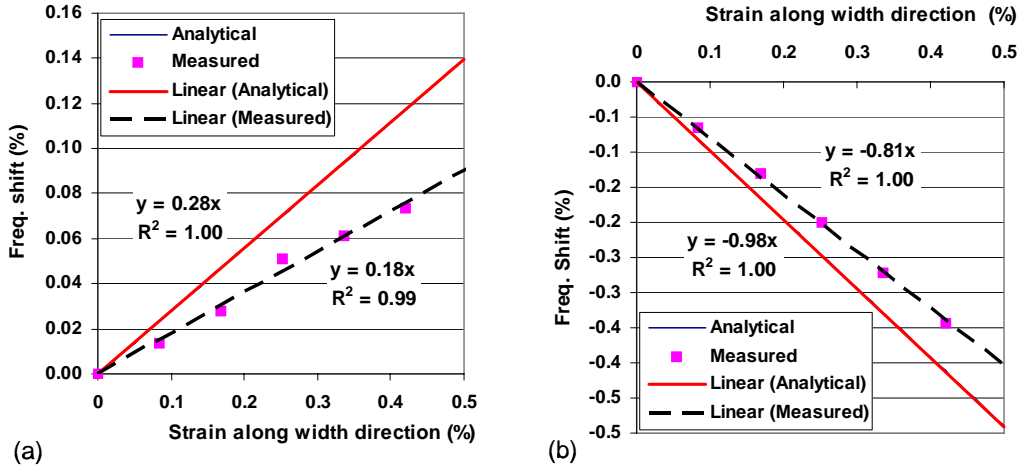 0.16
0.14
0.12
0.10
0.08
0.06
0.04
0.02
0.00
Freq. shift (%)
Analytical
Measured
Linear (Analytical)
Linear (Measured)
y = 0.28x
R² = 1.00
y = 0.18x
R² = 0.99
0 0.1 0.2 0.3 0.4 0.5
Strain along width direction (%)
(a)
Strain along width direction (%)
0 0.1 0.2 0.3 0.4 0.5
0.0
-0.1
-0.1
-0.2
-0.2
-0.3
-0.3
-0.4
-0.4
-0.5
-0.5
Freq. Shift (%)
y = -0.81x
R² = 1.00
y = -0.98x
R² = 1.00
Analytical
Measured
Linear (Analytical)
Linear (Measured)
(b)